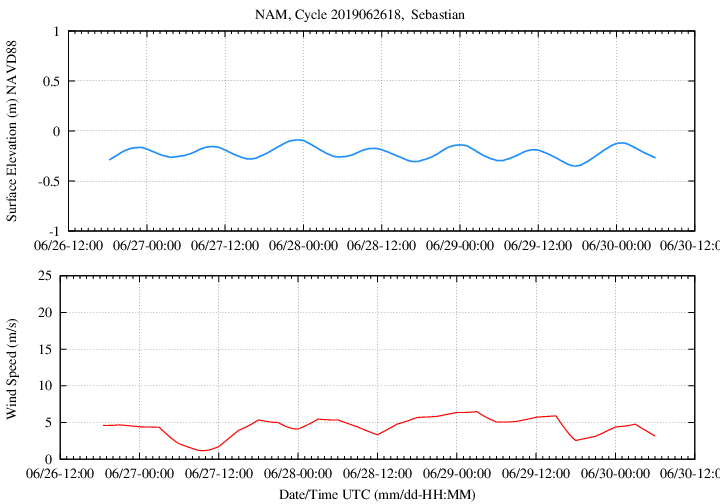 NAM, Cycle 2019062618,  Sebastian
Surface Elevation (m) NAVD88
1
0.5
0
-0.5
-1
06/26-12:00 06/27-00:00 06/27-12:00 06/28-00:00 06/28-12:00 06/29-00:00 06/29-12:00 06/30-00:00 06/30-12:0
Wind Speed (m/s)
25
20
15
10
5
0
06/26-12:00 06/27-00:00 06/27-12:00 06/28-00:00 06/28-12:00 06/29-00:00 06/29-12:00 06/30-00:00 06/30-12:0
Date/Time UTC (mm/dd-HH:MM)